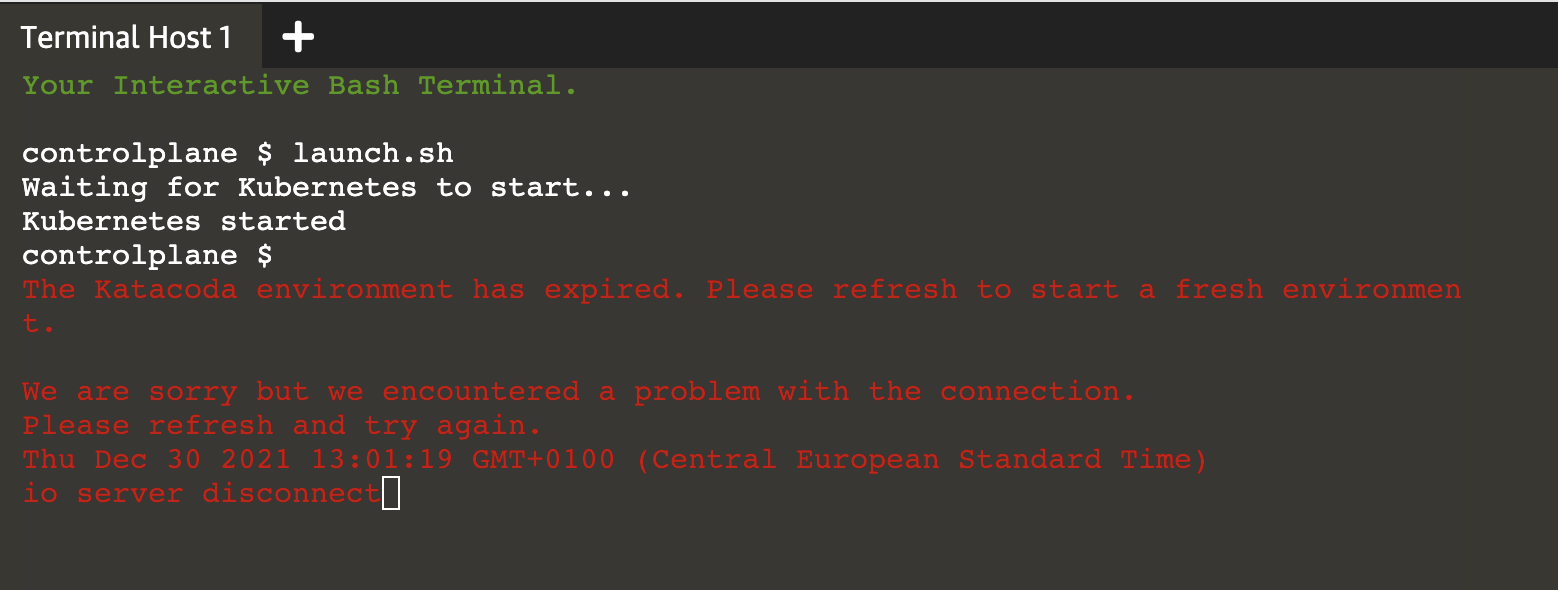 Terminal Host 1 +
Your Interactive Bash Terminal.
controlplane $ launch.sh
Waiting for Kubernetes to start...
Kubernetes started
controlplane $
The Katacoda environment has expired. Please refresh to start a fresh environmen
t.
We are sorry but we encountered a problem with the connection.
Please refresh and try again.
Thu Dec 30 2021 13:01:19 GMT+0100 (Central European Standard Time)
io server disconnect